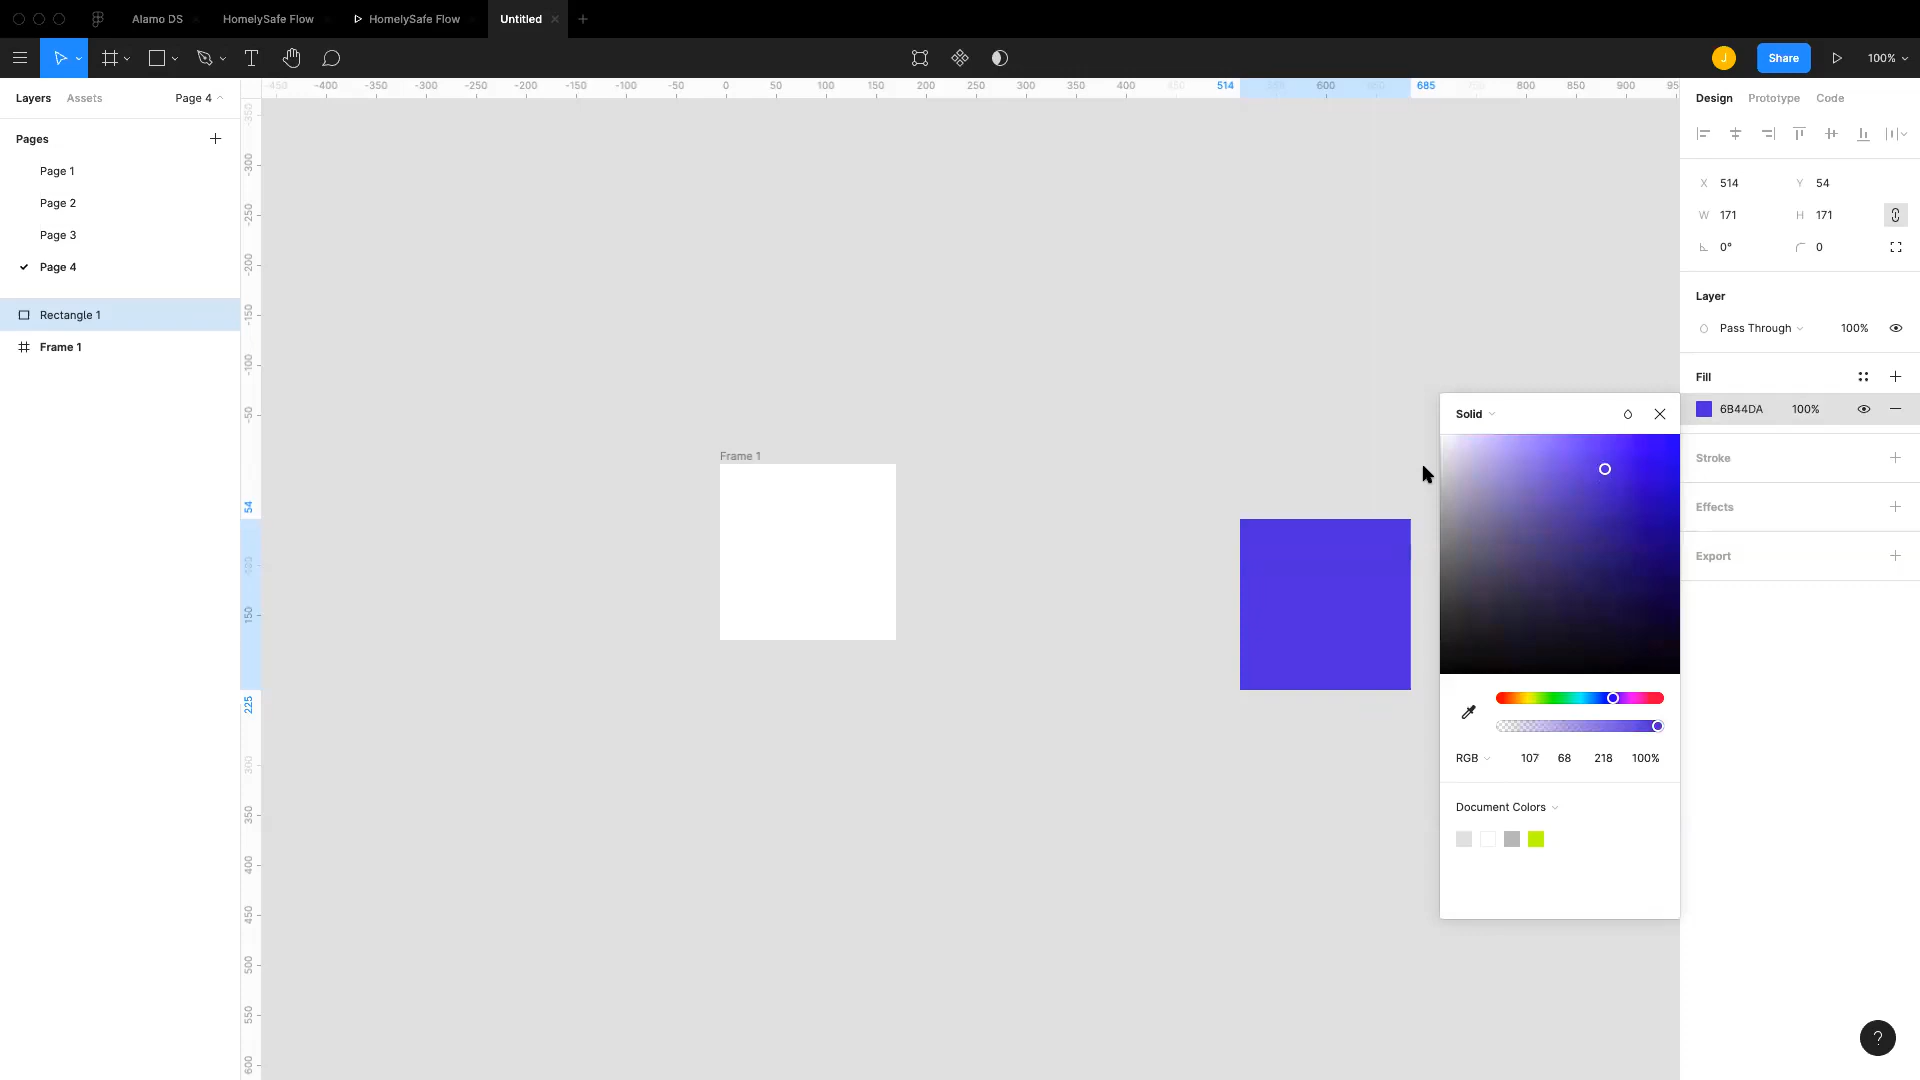 Alamo DS
HomelySafe Flow
HomelySafe Flow
Untitled
J
Share
100%
Layers
Assets
Page 4
Pages
Page 1
Page 2
Page 3
Page 4
Rectangle 1
Frame 1
-450 -400 -350 -300 -250 -200 -150 -100 -50 0 50 100 150 200 250 300 350 400 450 514 600 685 800 850 900 95
-350
-300
-250
-200
-150
-100
-50
54
100
150
225
300
350
400
450
500
550
600
Frame 1
Design
Prototype
Code
X 514 Y 54
W 171 H 171
0° 0
Layer
Pass Through 100%
Fill
6B44DA 100%
Stroke
Effects
Export
Solid
RGB 107 68 218 100%
Document Colors
?